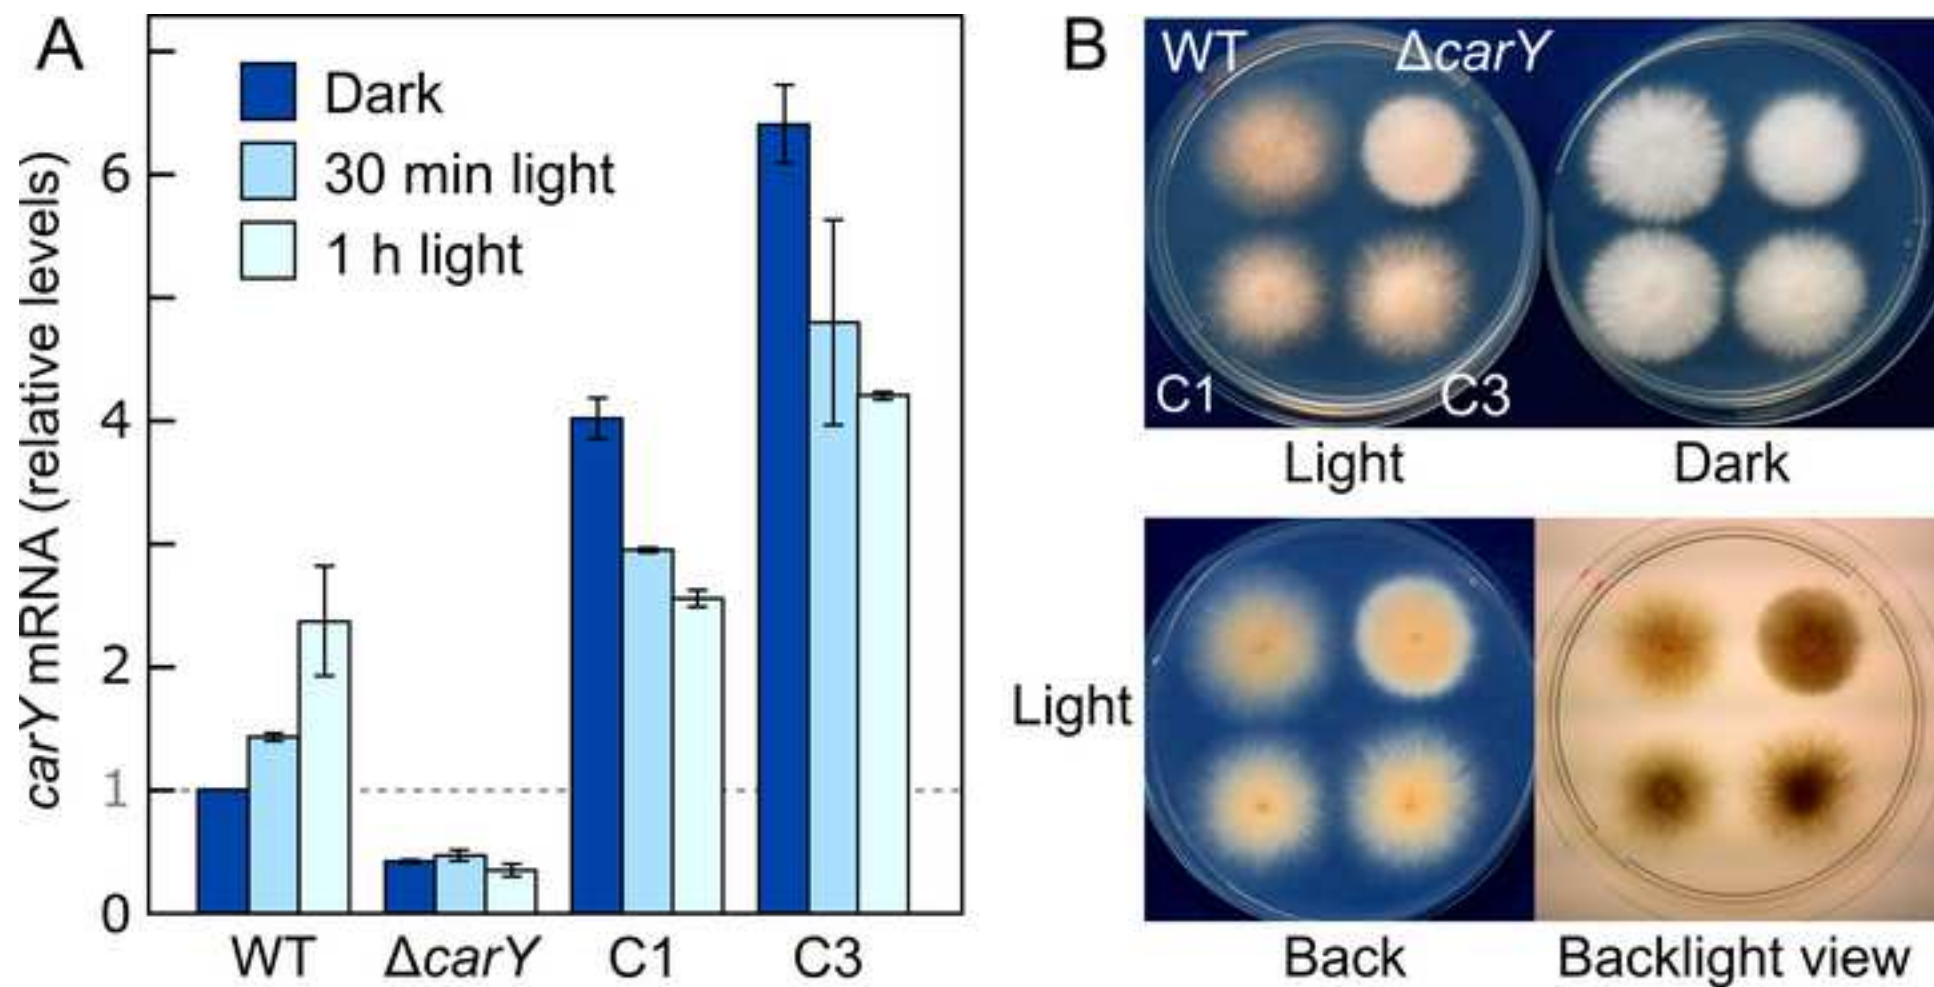 A
Dark
30 min light
1 h light
carY mRNA (relative levels)
6
4
2
1
0
WT
ΔcarY
C1
C3
B
WT
ΔcarY
C1
C3
Light
Dark
Light
Back
Backlight view